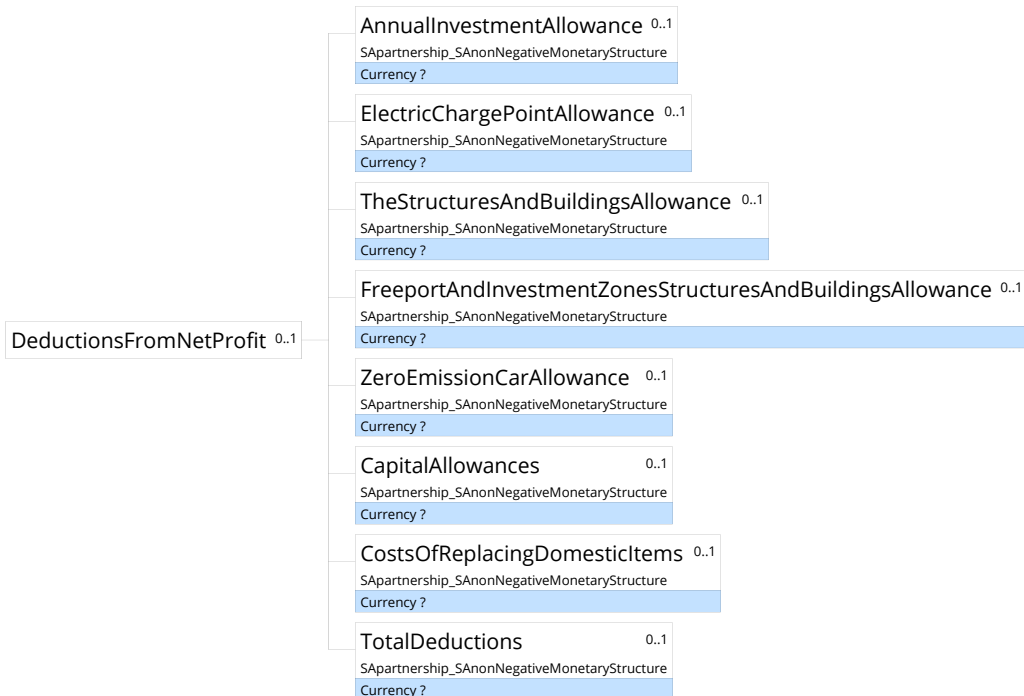 AnnualInvestmentAllowance 0..1
SApartnership_SAnonNegativeMonetaryStructure
Currency ?
ElectricChargePointAllowance 0..1
SApartnership_SAnonNegativeMonetaryStructure
Currency ?
TheStructuresAndBuildingsAllowance 0..1
SApartnership_SAnonNegativeMonetaryStructure
Currency ?
FreeportAndInvestmentZonesStructuresAndBuildingsAllowance 0..1
SApartnership_SAnonNegativeMonetaryStructure
Currency ?
DeductionsFromNetProfit 0..1
ZeroEmissionCarAllowance 0..1
SApartnership_SAnonNegativeMonetaryStructure
Currency ?
CapitalAllowances 0..1
SApartnership_SAnonNegativeMonetaryStructure
Currency ?
CostsOfReplacingDomesticItems 0..1
SApartnership_SAnonNegativeMonetaryStructure
Currency ?
TotalDeductions 0..1
SApartnership_SAnonNegativeMonetaryStructure
Currency ?